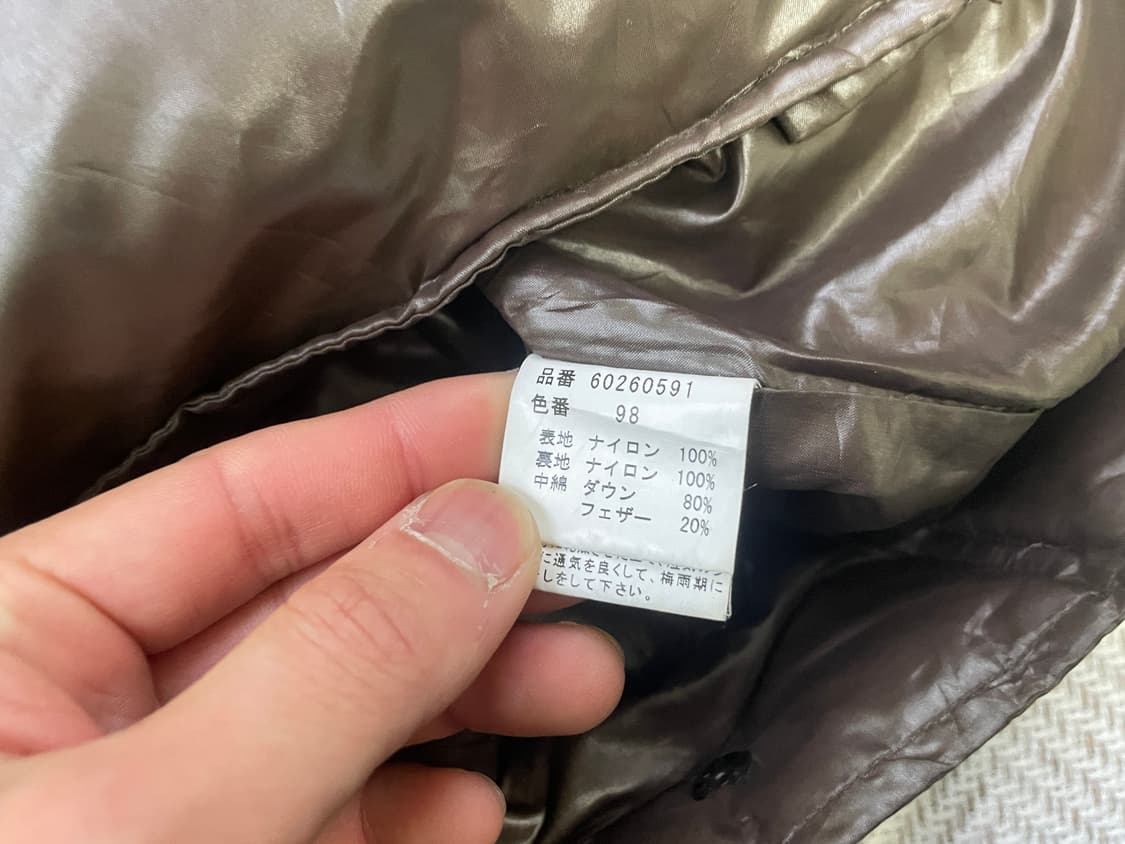 品番 60260591
色番 98
表地 ナイロン 100%
裏地 ナイロン 100%
中綿 ダウン 80%
フェザー 20%
に通気を良くして、梅雨期に
しをして下さい。